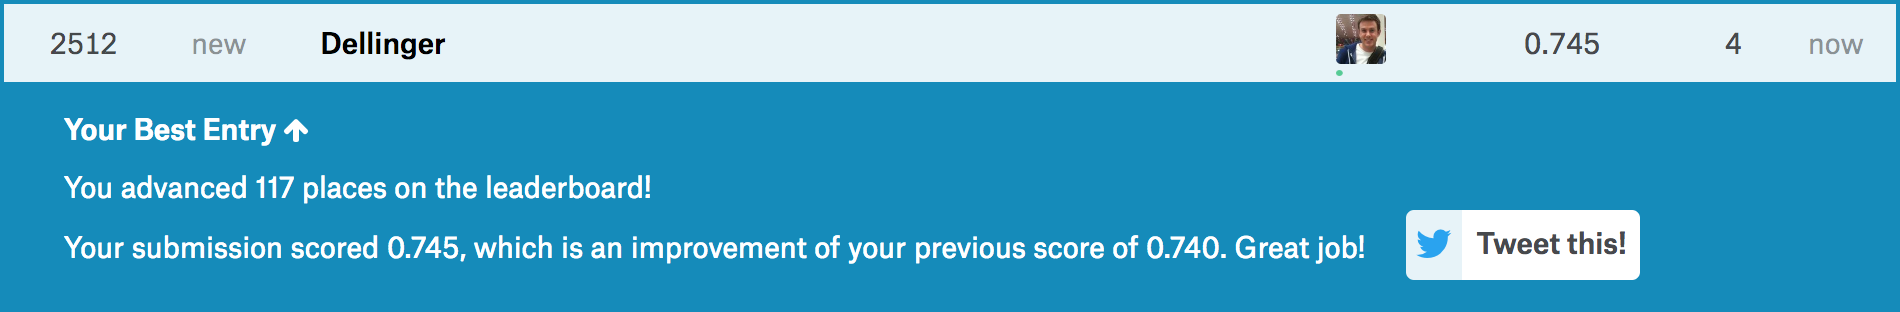 2512 new Dellinger 0.745 4 now
Your Best Entry
You advanced 117 places on the leaderboard!
Your submission scored 0.745, which is an improvement of your previous score of 0.740. Great job!
Tweet this!